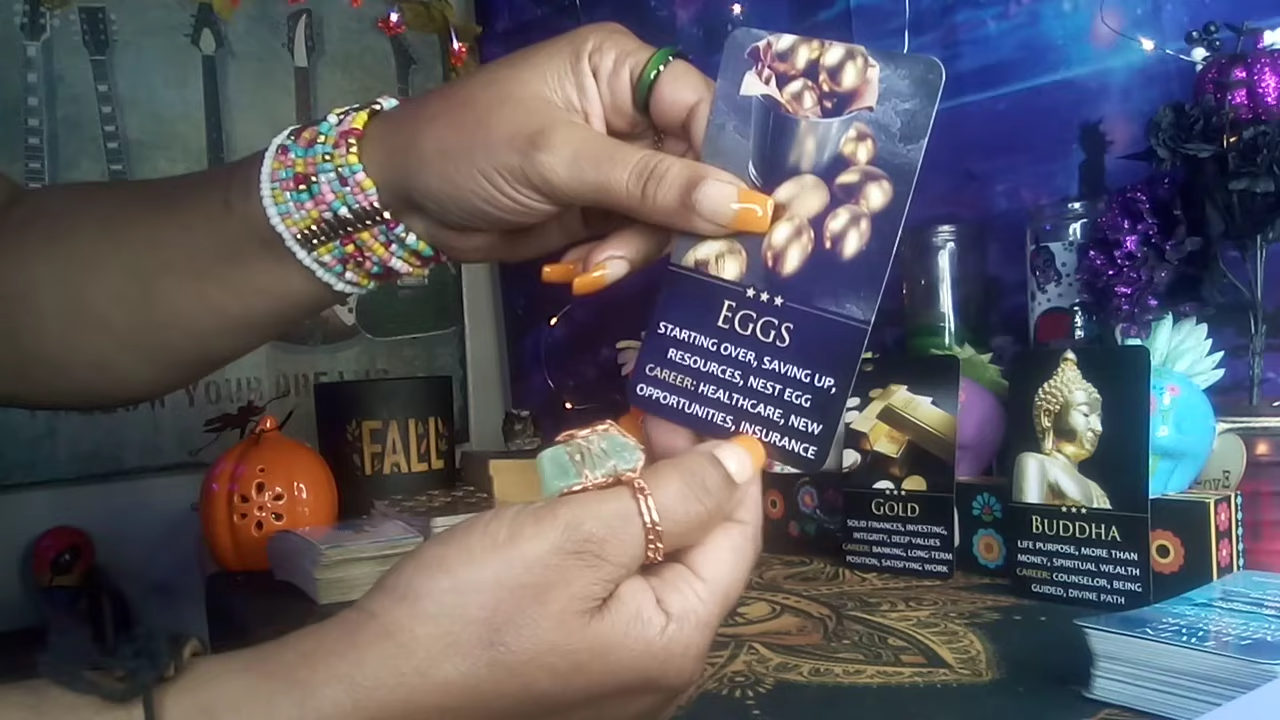 KNOW YOUR DREAMS
FALL
EGGS
STARTING OVER, SAVING UP,
RESOURCES, NEST EGG
CAREER: HEALTHCARE, NEW
OPPORTUNITIES, INSURANCE
GOLD
SOLID FINANCES, INVESTING,
INTEGRITY, DEEP VALUES
CAREER: BANKING, LONG-TERM
POSITION, SATISFYING WORK
BUDDHA
LIFE PURPOSE, MORE THAN
MONEY, SPIRITUAL WEALTH
CAREER: COUNSELOR, BEING
GUIDED, DIVINE PATH